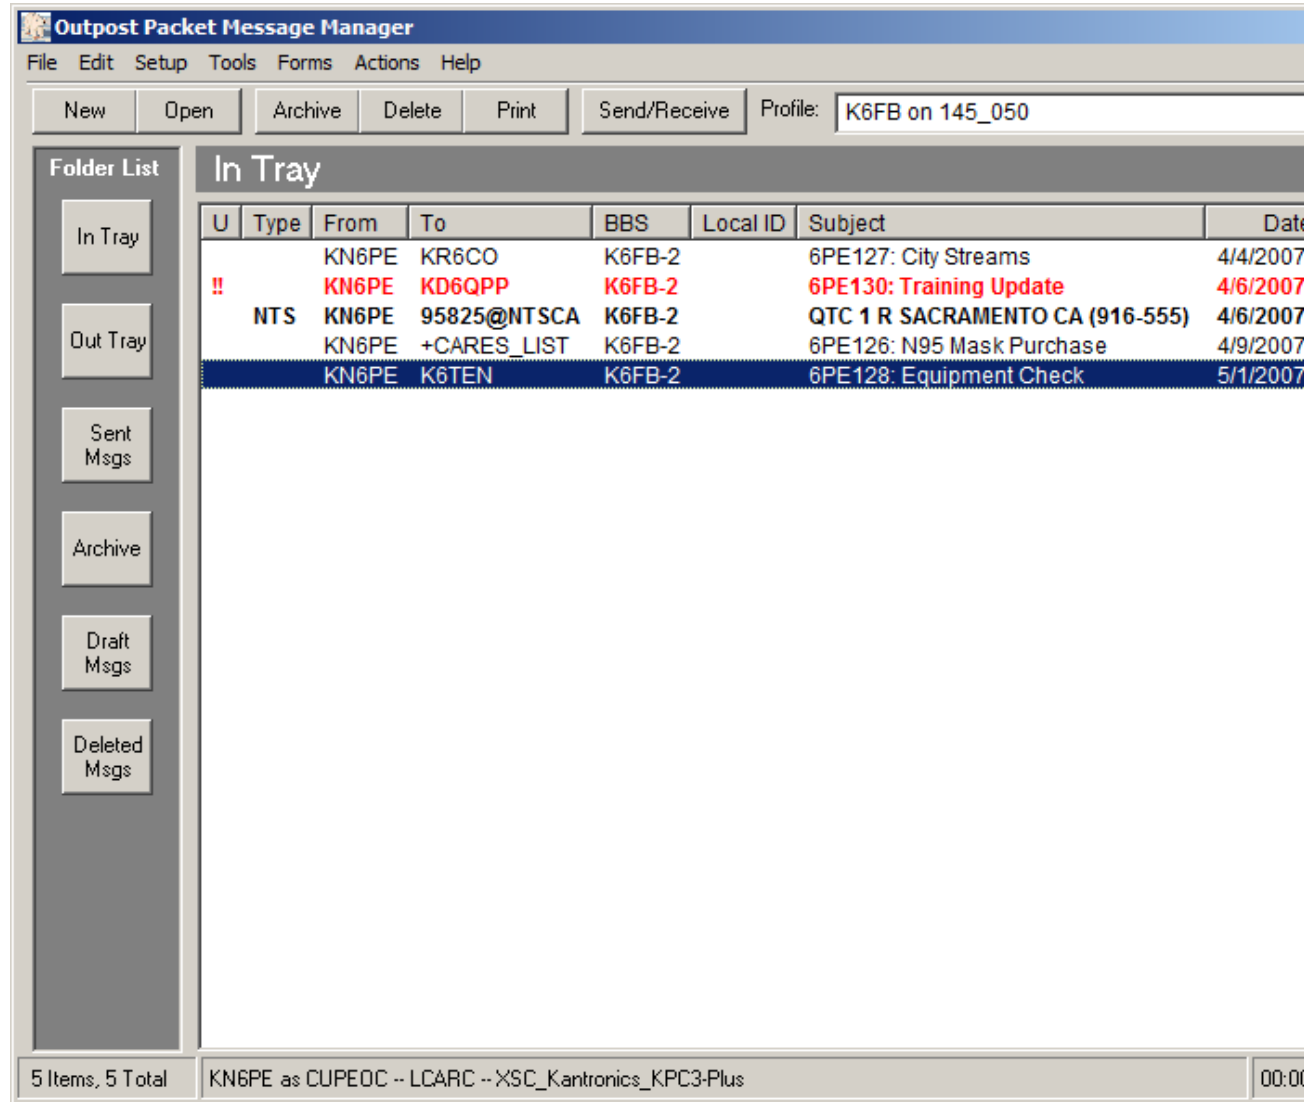 Outpost Packet Message Manager
File Edit Setup Tools Forms Actions Help
New Open Archive Delete Print Send/Receive Profile: K6FB on 145_050
Folder List
In Tray
In Tray
Out Tray
Sent
Msgs
Archive
Draft
Msgs
Deleted
Msgs
U Type From To BBS Local ID Subject Date
KN6PE KR6CO K6FB-2 6PE127: City Streams 4/4/2007
!! KN6PE KD6QPP K6FB-2 6PE130: Training Update 4/6/2007
NTS KN6PE 95825@NTSCA K6FB-2 QTC 1 R SACRAMENTO CA (916-555) 4/6/2007
KN6PE +CARES_LIST K6FB-2 6PE126: N95 Mask Purchase 4/9/2007
KN6PE K6TEN K6FB-2 6PE128: Equipment Check 5/1/2007
5 Items, 5 Total KN6PE as CUPEOC -- LCARC -- XSC_Kantronics_KPC3-Plus 00:00